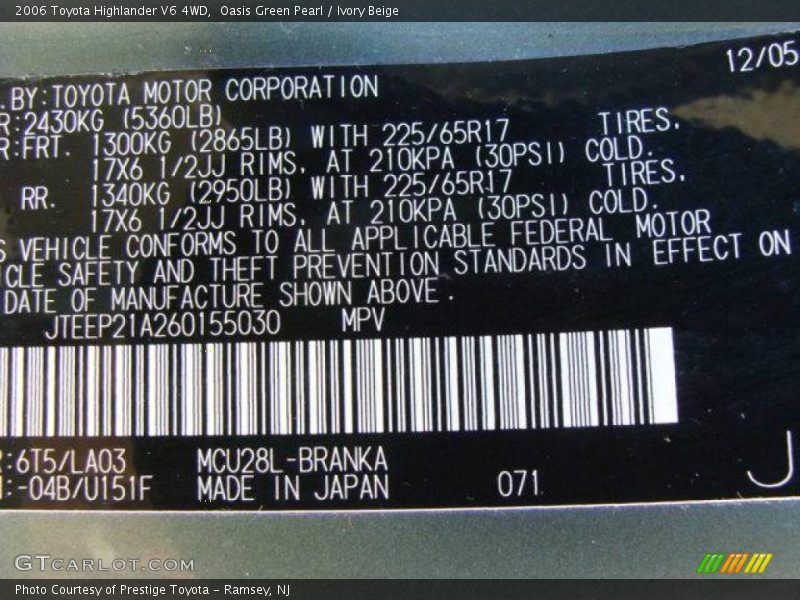 2006 Toyota Highlander V6 4WD,  Oasis Green Pearl / Ivory Beige
12/05
.BY:TOYOTA MOTOR CORPORATION
R:2430KG (5360LB)
R:FRT. 1300KG (2865LB) WITH 225/65R17 TIRES,
17X6 1/2JJ RIMS, AT 210KPA (30PSI) COLD.
RR. 1340KG (2950LB) WITH 225/65R17 TIRES,
17X6 1/2JJ RIMS, AT 210KPA (30PSI) COLD.
S VEHICLE CONFORMS TO ALL APPLICABLE FEDERAL MOTOR
ICLE SAFETY AND THEFT PREVENTION STANDARDS IN EFFECT ON
DATE OF MANUFACTURE SHOWN ABOVE.
JTEEP21A260155030 MPV
R:6T5/LA03 MCU28L-BRANKA
:-04B/U151F MADE IN JAPAN 071
J
GTCARLOT.COM
Photo Courtesy of Prestige Toyota - Ramsey, NJ